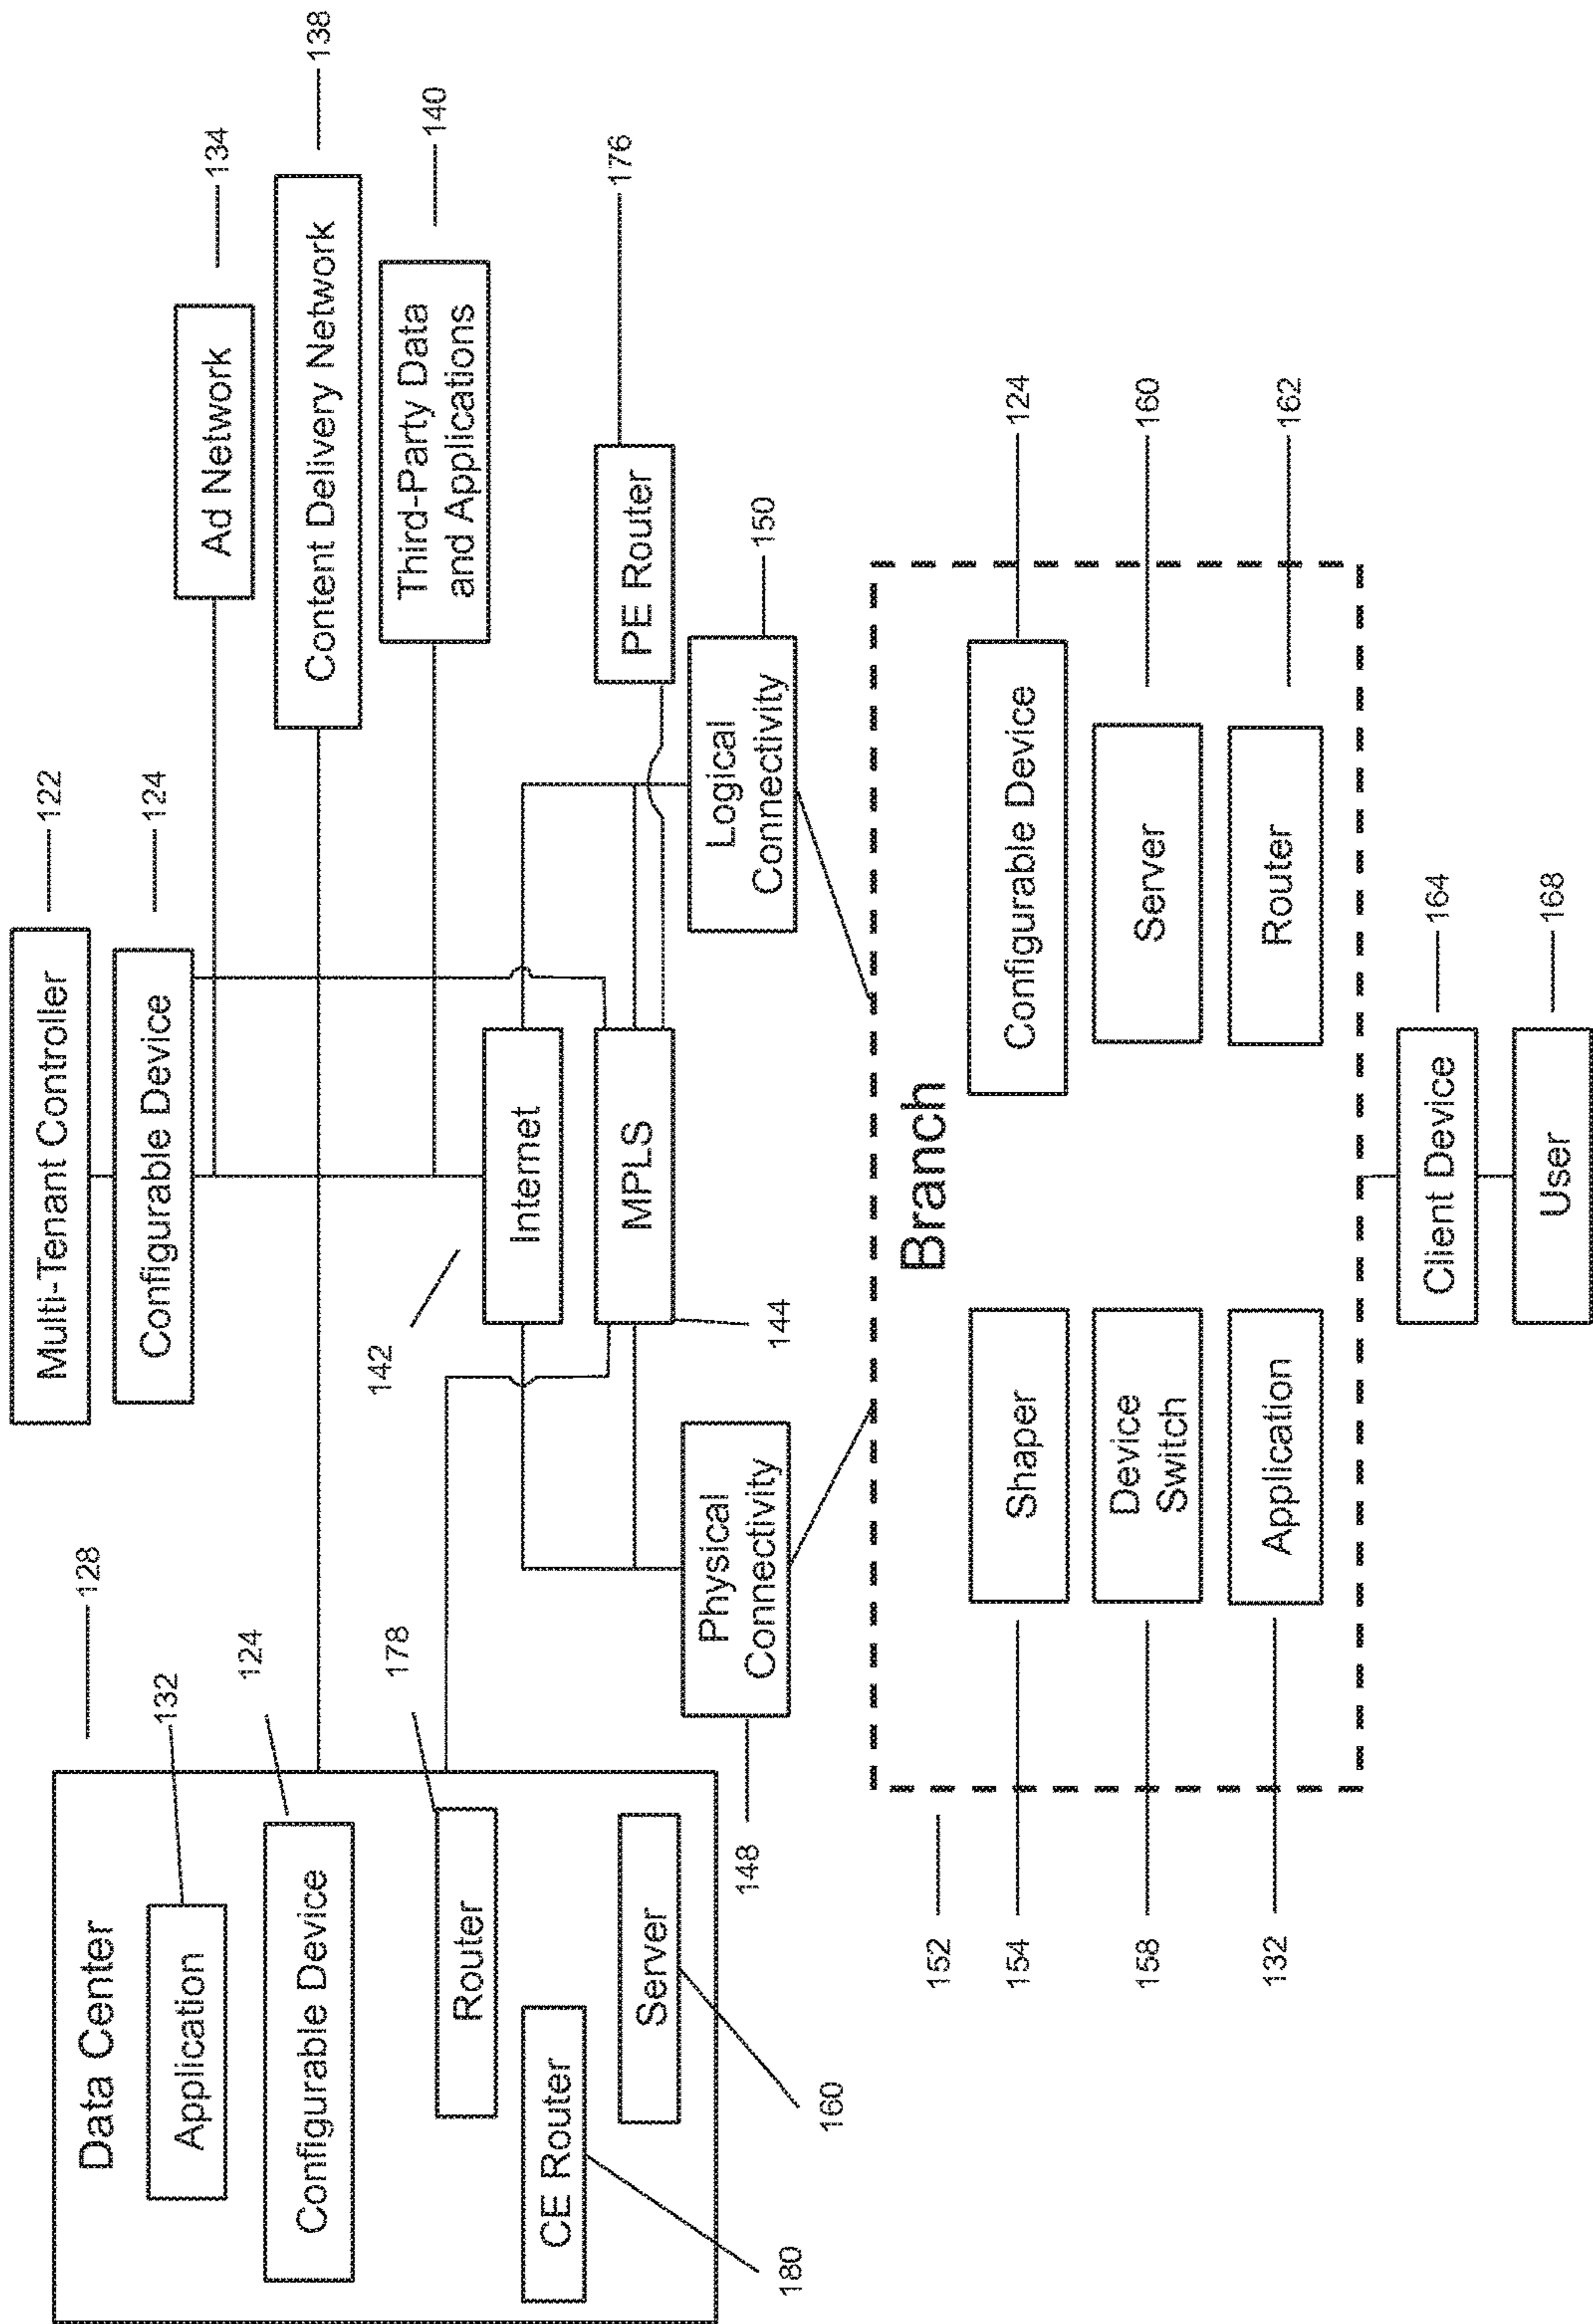 Multi-Tenant Controller
122
Configurable Device
124
Data Center
128
Application
132
Configurable Device
124
Router
178
CE Router
180
Server
160
Ad Network
134
Content Delivery Network
138
Third-Party Data
and Applications
140
142
Internet
MPLS
144
PE Router
176
Physical
Connectivity
148
Logical
Connectivity
150
Branch
152
Shaper
154
Configurable Device
124
Device
Switch
158
Server
160
Application
132
Router
162
Client Device
164
User
168